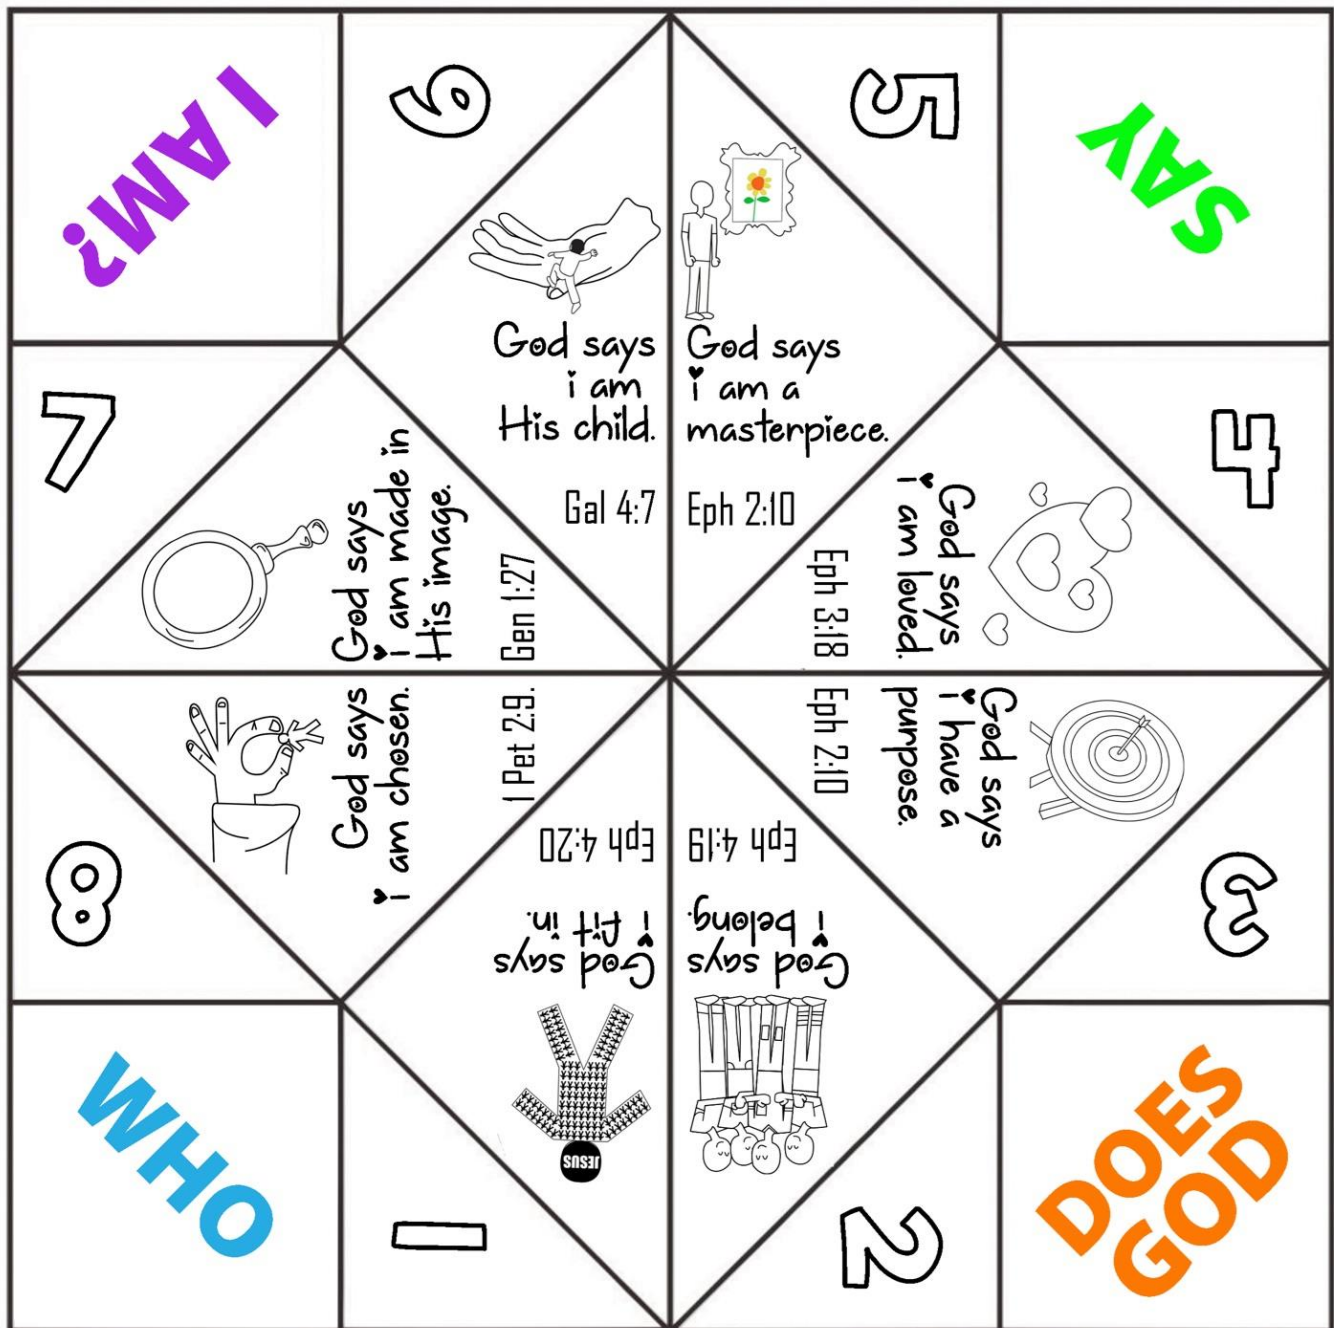 I AM?
6
5
SAY
God says
i am
His child.
Gal 4:7
God says
i am a
masterpiece.
Eph 2:10
7
God says
i am made in
His image.
Gen 1:27
God says
i am loved.
Eph 3:18
4
8
God says
i am chosen.
1 Pet 2:9.
God says
i have a
purpose.
Eph 2:10
3
God says
i fit in.
Eph 4:20
JESUS
God says
i belong.
Eph 4:19
WHO
1
2
DOES
GOD